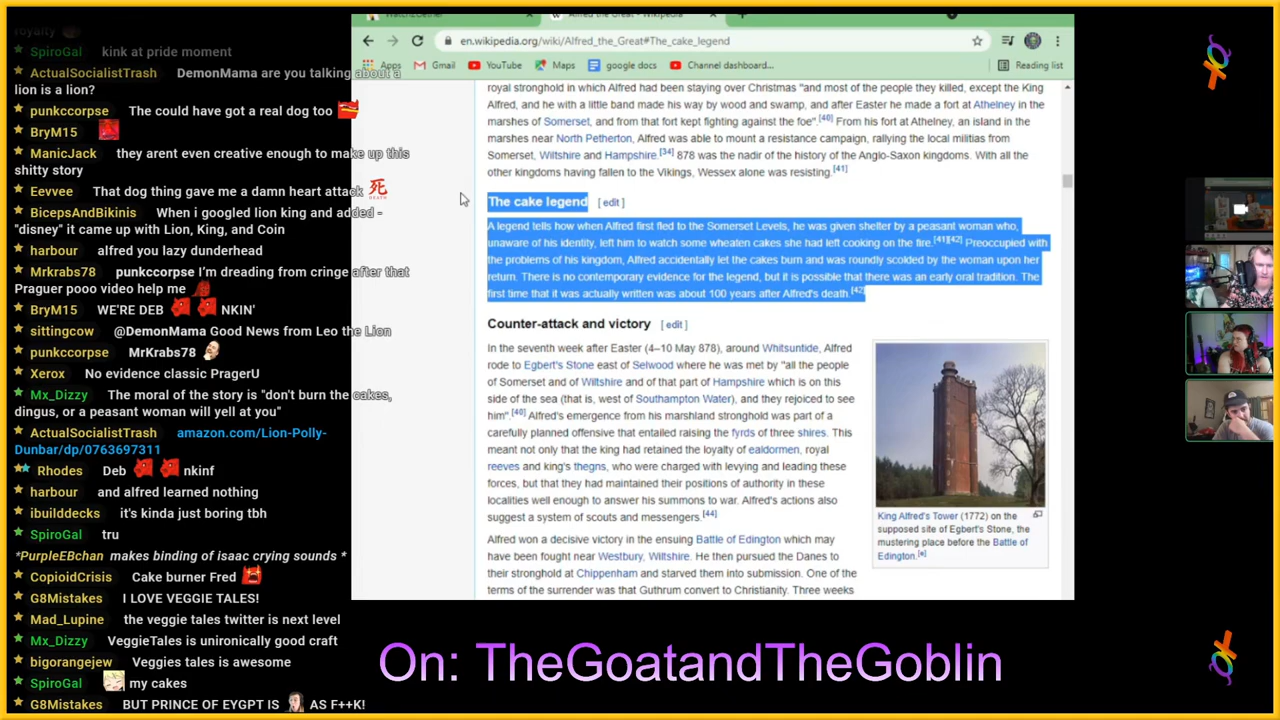 royalty
SpiroGal kink at pride moment
ActualSocialistTrash DemonMama are you talking about a
lion is a lion?
punkccorpse The could have got a real dog too
BryM15
ManicJack they arent even creative enough to make up this
shitty story
Eevvee That dog thing gave me a damn heart attack 死
DEATH
BicepsAndBikinis When i googled lion king and added -
"disney" it came up with Lion, King, and Coin
harbour alfred you lazy dunderhead
Mrkrabs78 punkccorpse I'm dreading from cringe after that
Praguer pooo video help me
BryM15 WE'RE DEB NKIN'
sittingcow @DemonMama Good News from Leo the Lion
punkccorpse MrKrabs78
Xerox No evidence classic PragerU
Mx_Dizzy The moral of the story is "don't burn the cakes,
dingus, or a peasant woman will yell at you"
ActualSocialistTrash amazon.com/Lion-Polly-
Dunbar/dp/0763697311
Rhodes Deb nkinf
harbour and alfred learned nothing
ibuilddecks it's kinda just boring tbh
SpiroGal tru
*PurpleEBchan makes binding of isaac crying sounds *
CopioidCrisis Cake burner Fred
G8Mistakes I LOVE VEGGIE TALES!
Mad_Lupine the veggie tales twitter is next level
Mx_Dizzy VeggieTales is unironically good craft
bigorangejew Veggies tales is awesome
SpiroGal my cakes
G8Mistakes BUT PRINCE OF EYGPT IS AS F++K!
Alfred the Great - Wikipedia
en.wikipedia.org/wiki/Alfred_the_Great#The_cake_legend
Apps Gmail YouTube Maps google docs Channel dashboard... Reading list
royal stronghold in which Alfred had been staying over Christmas "and most of the people they killed, except the King
Alfred, and he with a little band made his way by wood and swamp, and after Easter he made a fort at Athelney in the
marshes of Somerset, and from that fort kept fighting against the foe".[40] From his fort at Athelney, an island in the
marshes near North Petherton, Alfred was able to mount a resistance campaign, rallying the local militias from
Somerset, Wiltshire and Hampshire.[34] 878 was the nadir of the history of the Anglo-Saxon kingdoms. With all the
other kingdoms having fallen to the Vikings, Wessex alone was resisting.[41]
The cake legend [ edit ]
A legend tells how when Alfred first fled to the Somerset Levels, he was given shelter by a peasant woman who,
unaware of his identity, left him to watch some wheaten cakes she had left cooking on the fire.[41][42] Preoccupied with
the problems of his kingdom, Alfred accidentally let the cakes burn and was roundly scolded by the woman upon her
return. There is no contemporary evidence for the legend, but it is possible that there was an early oral tradition. The
first time that it was actually written was about 100 years after Alfred's death.[42]
Counter-attack and victory [ edit ]
In the seventh week after Easter (4–10 May 878), around Whitsuntide, Alfred
rode to Egbert's Stone east of Selwood where he was met by "all the people
of Somerset and of Wiltshire and of that part of Hampshire which is on this
side of the sea (that is, west of Southampton Water), and they rejoiced to see
him".[40] Alfred's emergence from his marshland stronghold was part of a
carefully planned offensive that entailed raising the fyrds of three shires. This
meant not only that the king had retained the loyalty of ealdormen, royal
reeves and king's thegns, who were charged with levying and leading these
forces, but that they had maintained their positions of authority in these
localities well enough to answer his summons to war. Alfred's actions also
suggest a system of scouts and messengers.[44]
Alfred won a decisive victory in the ensuing Battle of Edington which may
have been fought near Westbury, Wiltshire. He then pursued the Danes to
their stronghold at Chippenham and starved them into submission. One of the
terms of the surrender was that Guthrum convert to Christianity. Three weeks
King Alfred's Tower (1772) on the
supposed site of Egbert's Stone, the
mustering place before the Battle of
Edington.
On: TheGoatandTheGoblin